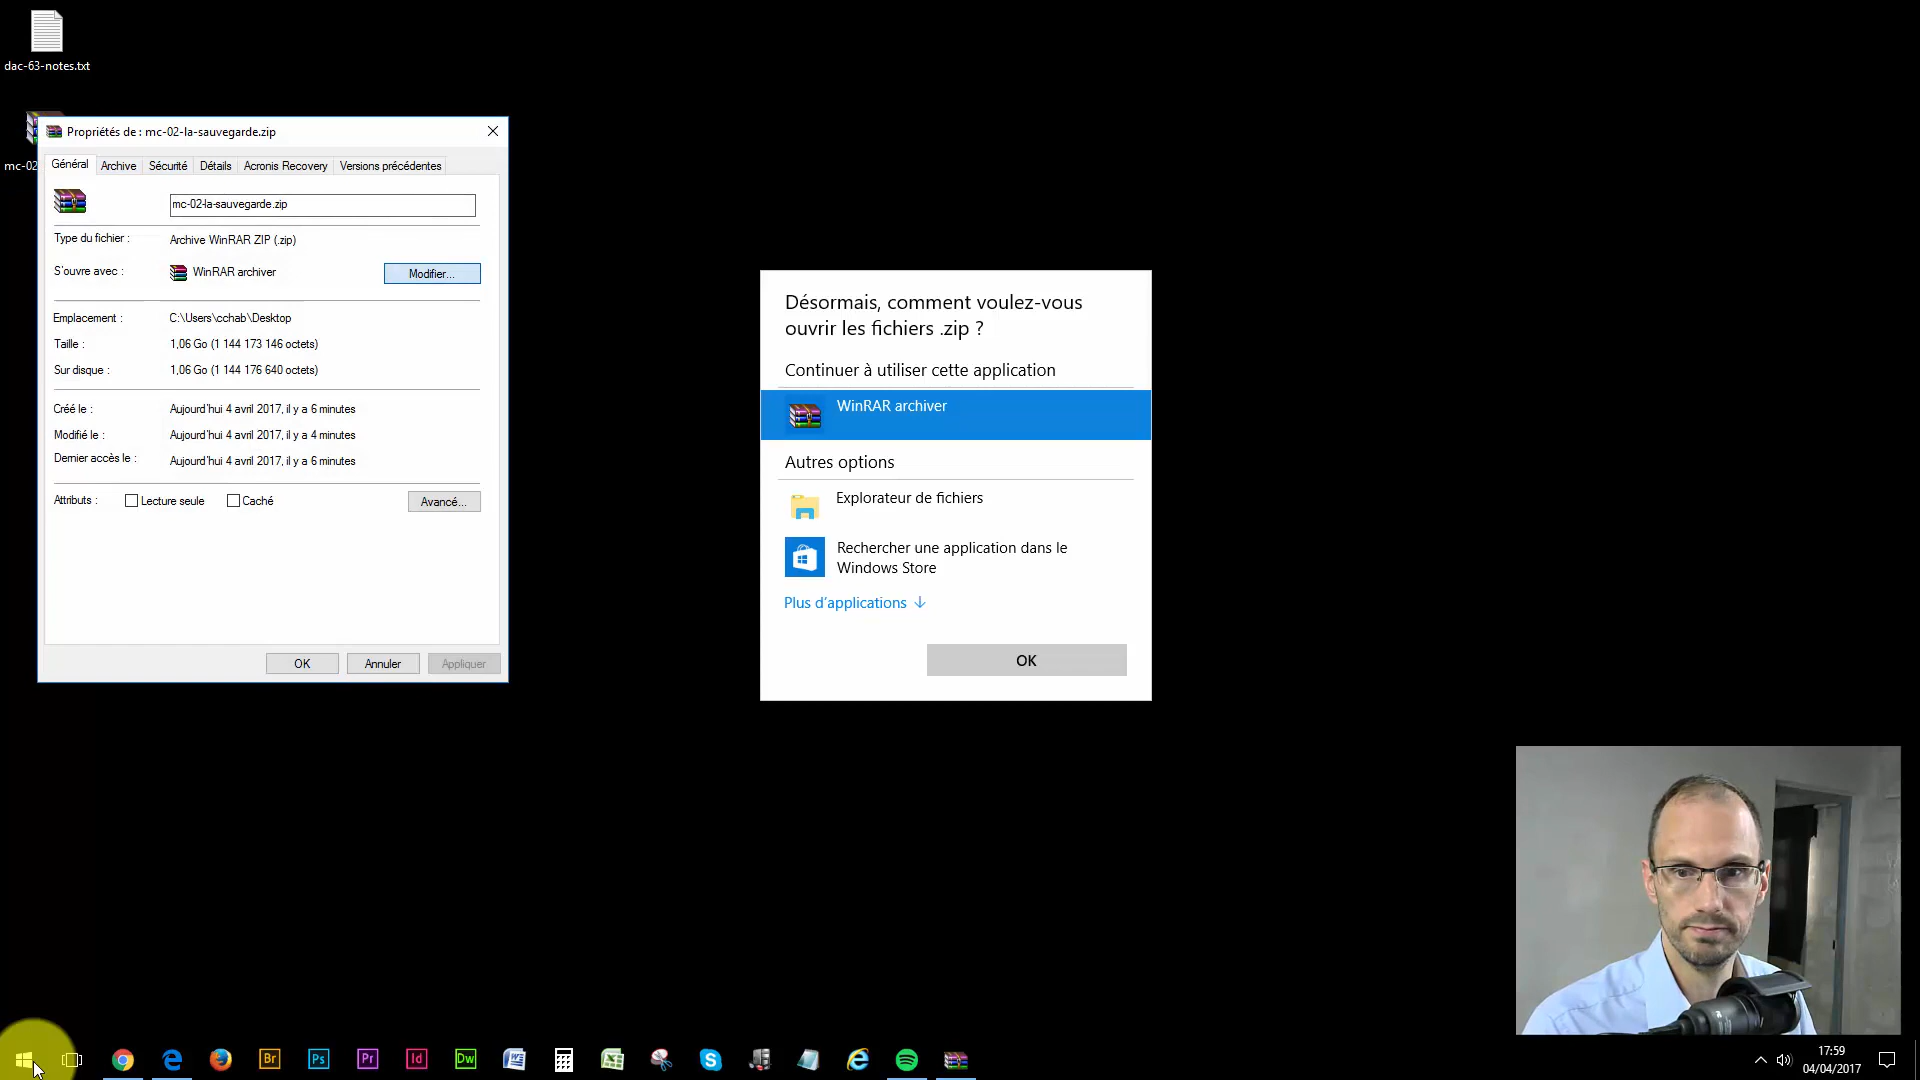 dac-63-notes.txt
mc-02
Propriétés de : mc-02-la-sauvegarde.zip
Général Archive Sécurité Détails Acronis Recovery Versions précédentes
mc-02-la-sauvegarde.zip
Type du fichier : Archive WinRAR ZIP (.zip)
S'ouvre avec : WinRAR archiver Modifier...
Emplacement : C:\Users\cchab\Desktop
Taille : 1,06 Go (1 144 173 146 octets)
Sur disque : 1,06 Go (1 144 176 640 octets)
Créé le : Aujourd'hui 4 avril 2017, il y a 6 minutes
Modifié le : Aujourd'hui 4 avril 2017, il y a 4 minutes
Dernier accès le : Aujourd'hui 4 avril 2017, il y a 6 minutes
Attributs : Lecture seule Caché Avancé...
OK Annuler Appliquer
Désormais, comment voulez-vous
ouvrir les fichiers .zip ?
Continuer à utiliser cette application
WinRAR archiver
Autres options
Explorateur de fichiers
Rechercher une application dans le
Windows Store
Plus d'applications
OK
Br Ps Pr Id Dw
17:59
04/04/2017